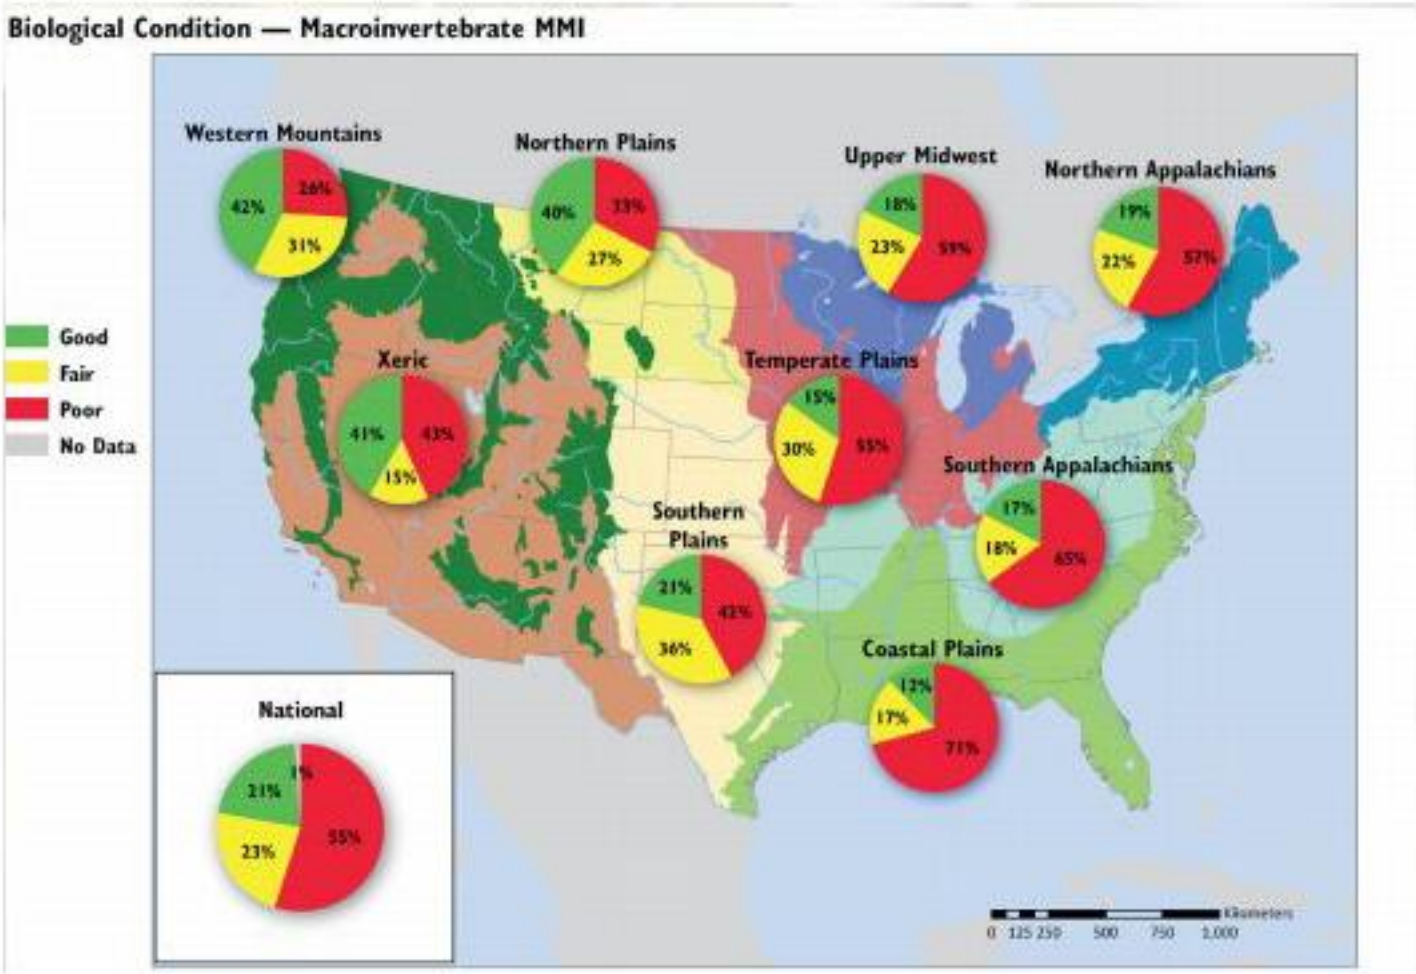 Biological Condition — Macroinvertebrate MMI
Western Mountains
42%
26%
31%
Northern Plains
40%
33%
27%
Upper Midwest
18%
23%
59%
Northern Appalachians
19%
22%
57%
Good
Fair
Poor
No Data
Xeric
41%
43%
15%
Temperate Plains
15%
30%
55%
Southern Appalachians
17%
18%
65%
Southern
Plains
21%
42%
36%
Coastal Plains
12%
17%
71%
National
1%
21%
55%
23%
Kilometers
0 125 250 500 750 1,000